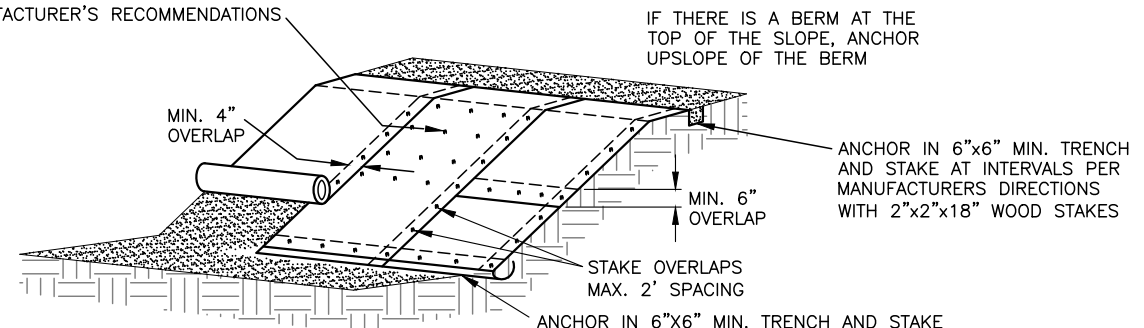 FACTURER'S RECOMMENDATIONS
IF THERE IS A BERM AT THE
TOP OF THE SLOPE, ANCHOR
UPSLOPE OF THE BERM
MIN. 4"
OVERLAP
ANCHOR IN 6"x6" MIN. TRENCH
AND STAKE AT INTERVALS PER
MANUFACTURERS DIRECTIONS
WITH 2"x2"x18" WOOD STAKES
MIN. 6"
OVERLAP
STAKE OVERLAPS
MAX. 2' SPACING
ANCHOR IN 6"X6" MIN. TRENCH AND STAKE